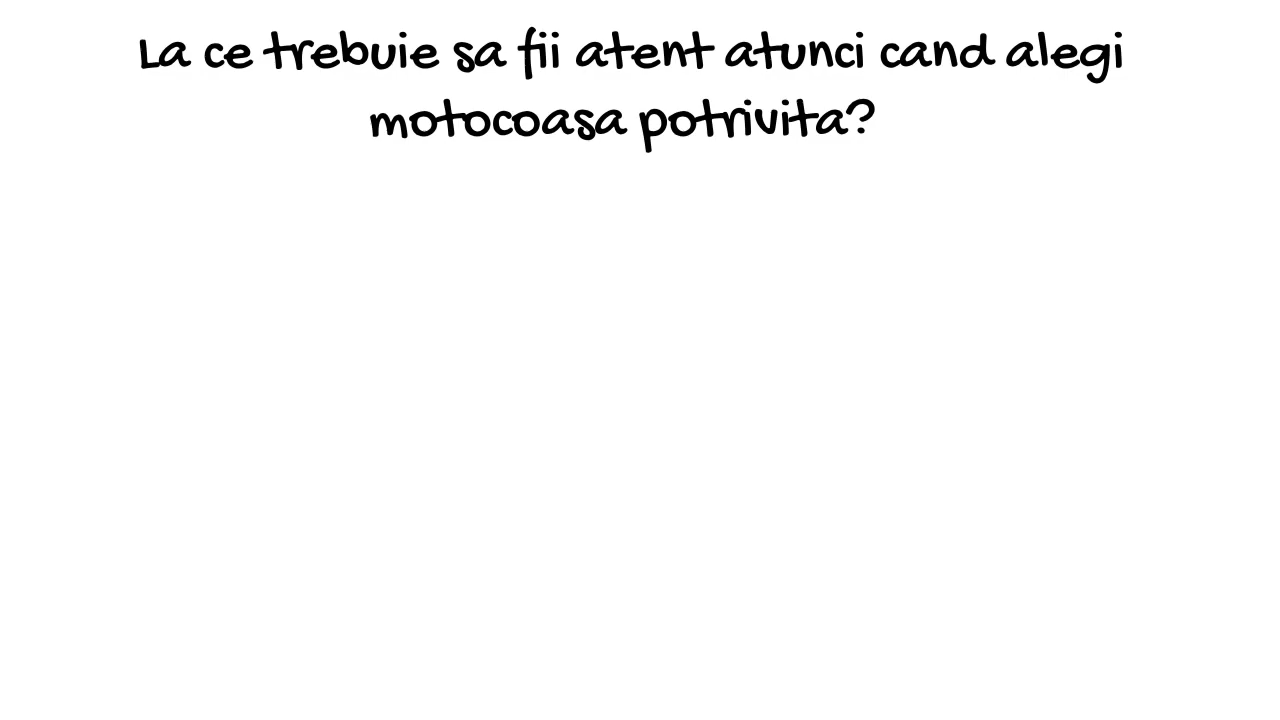 La ce trebuie sa fii atent atunci cand alegi
motocoasa potrivita?